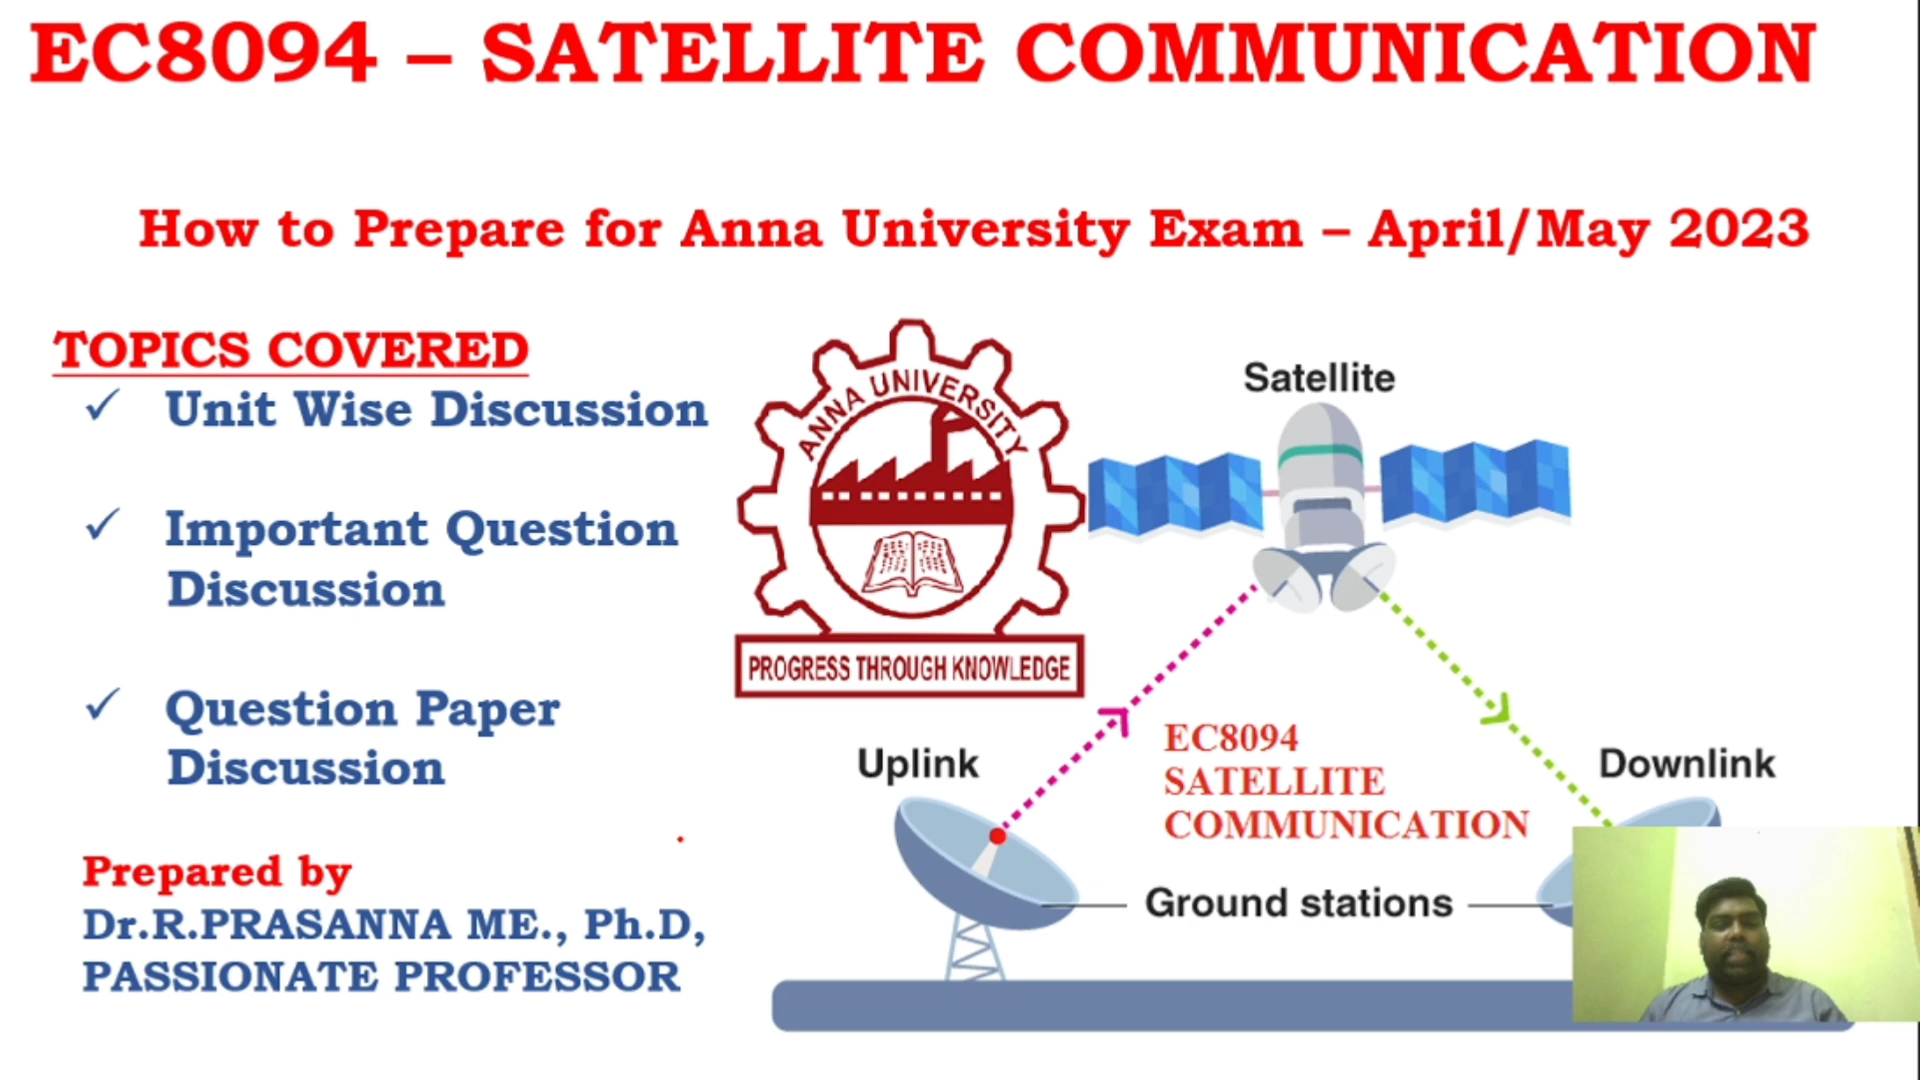 EC8094 – SATELLITE COMMUNICATION
How to Prepare for Anna University Exam – April/May 2023
TOPICS COVERED
✓ Unit Wise Discussion
✓ Important Question
Discussion
✓ Question Paper
Discussion
Prepared by
Dr.R.PRASANNA ME., Ph.D,
PASSIONATE PROFESSOR
ANNA UNIVERSITY
PROGRESS THROUGH KNOWLEDGE
Satellite
Uplink
EC8094
SATELLITE
COMMUNICATION
Downlink
Ground stations